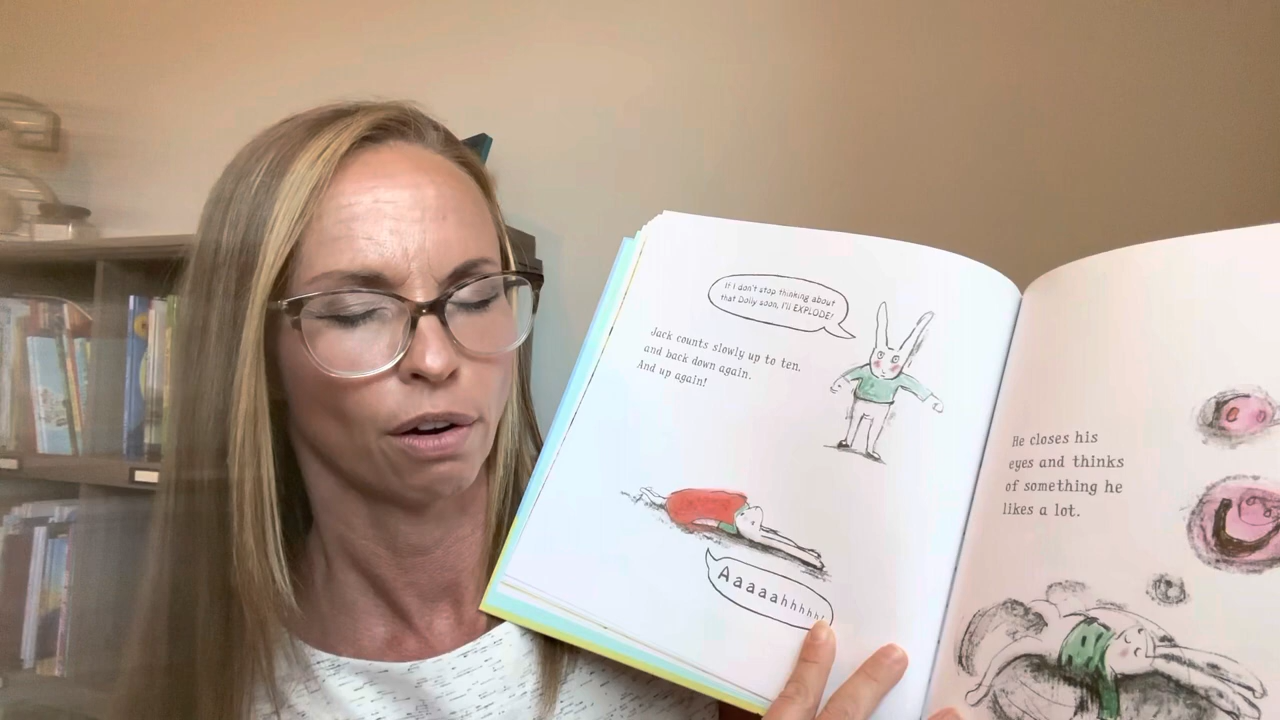 If I don't stop thinking about
that Dolly soon, I'll EXPLODE!
Jack counts slowly up to ten.
and back down again.
And up again!
Aaaaahhhhh!
He closes his
eyes and thinks
of something he
likes a lot.